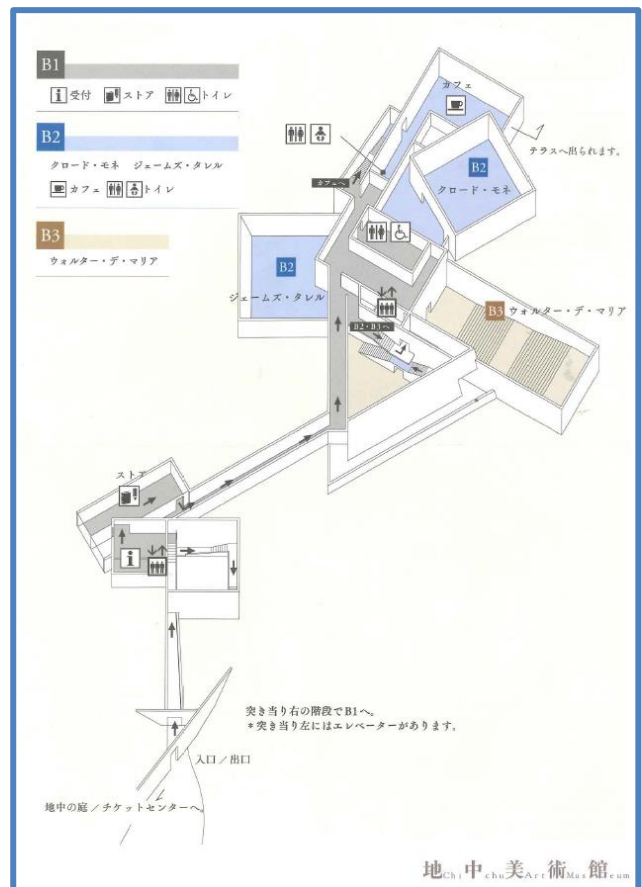 B1
受付 ストア トイレ
B2
クロード・モネ ジェームズ・タレル
カフェ トイレ
B3
ウォルター・デ・マリア
カフェ
テラスへ出られます。
B2
クロード・モネ
カフェへ
B2
ジェームズ・タレル
B3 ウォルター・デ・マリア
B2・B3へ
ストア
i
突き当り右の階段でB1へ。
*突き当り左にはエレベーターがあります。
入口/出口
地中の庭/チケットセンターへ。
地Chi中chu美Art術Mus館eum